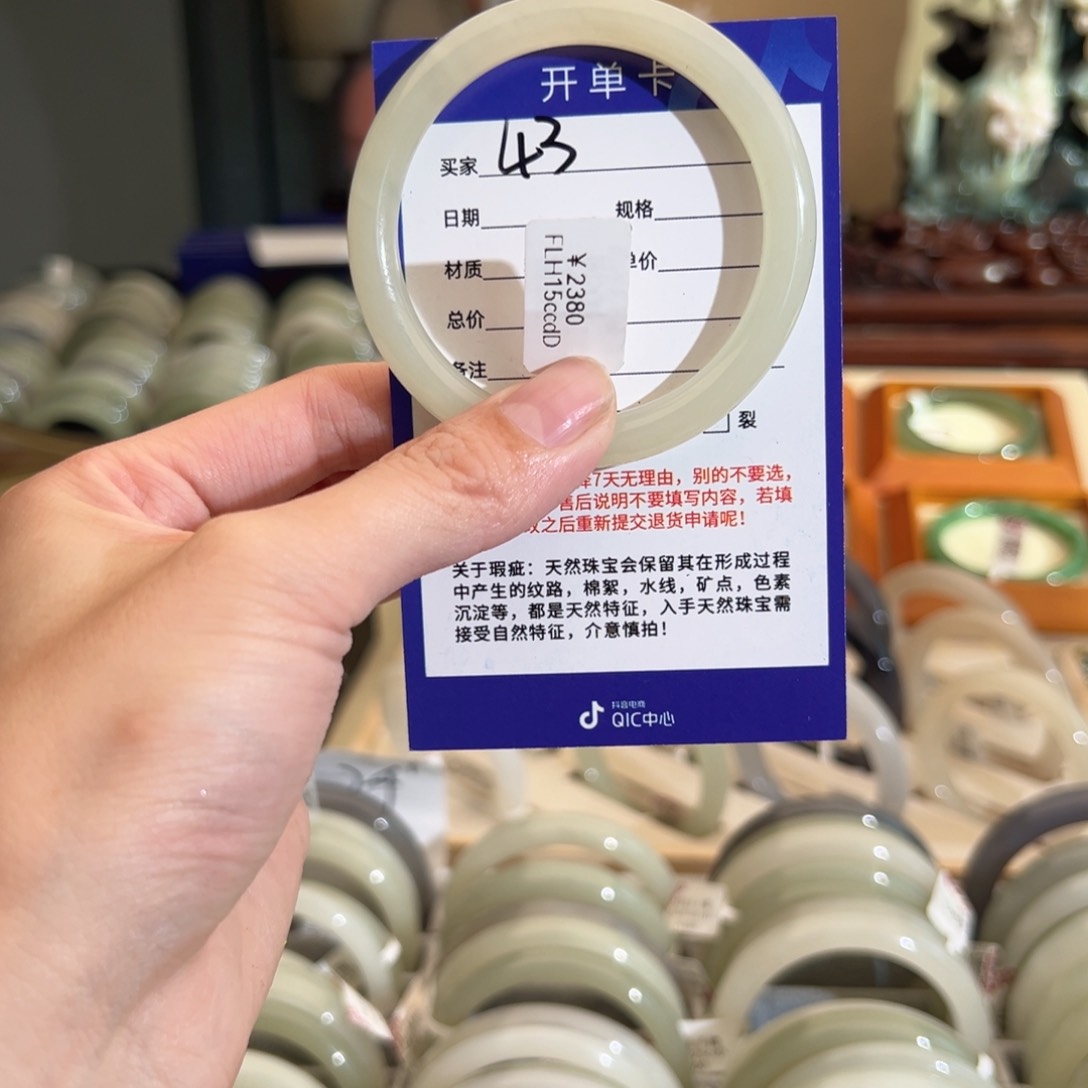 开单卡
买家 43
日期 规格
材质 单价
总价
备注
¥2380
FLH15ccdD
裂
择7天无理由，别的不要选，
售后说明不要填写内容，若填
之后重新提交退货申请呢！
关于瑕疵：天然珠宝会保留其在形成过程
中产生的纹路，棉絮，水线，矿点，色素
沉淀等，都是天然特征，入手天然珠宝需
接受自然特征，介意慎拍！
抖音电商
QIC中心